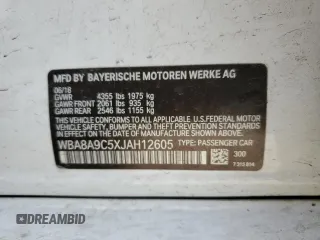 MFD BY BAYERISCHE MOTOREN WERKE AG
06/18
GVWR 4355 lbs 1975 kg
GAWR FRONT 2061 lbs 935 kg
GAWR REAR 2546 lbs 1155 kg
THIS VEHICLE CONFORMS TO ALL APPLICABLE U.S. FEDERAL MOTOR
VEHICLE SAFETY, BUMPER, AND THEFT PREVENTION STANDARDS IN
EFFECT ON THE DATE OF MANUFACTURE SHOWN ABOVE.
WBA8A9C5XJAH12605 TYPE: PASSENGER CAR
300
DREAMBID